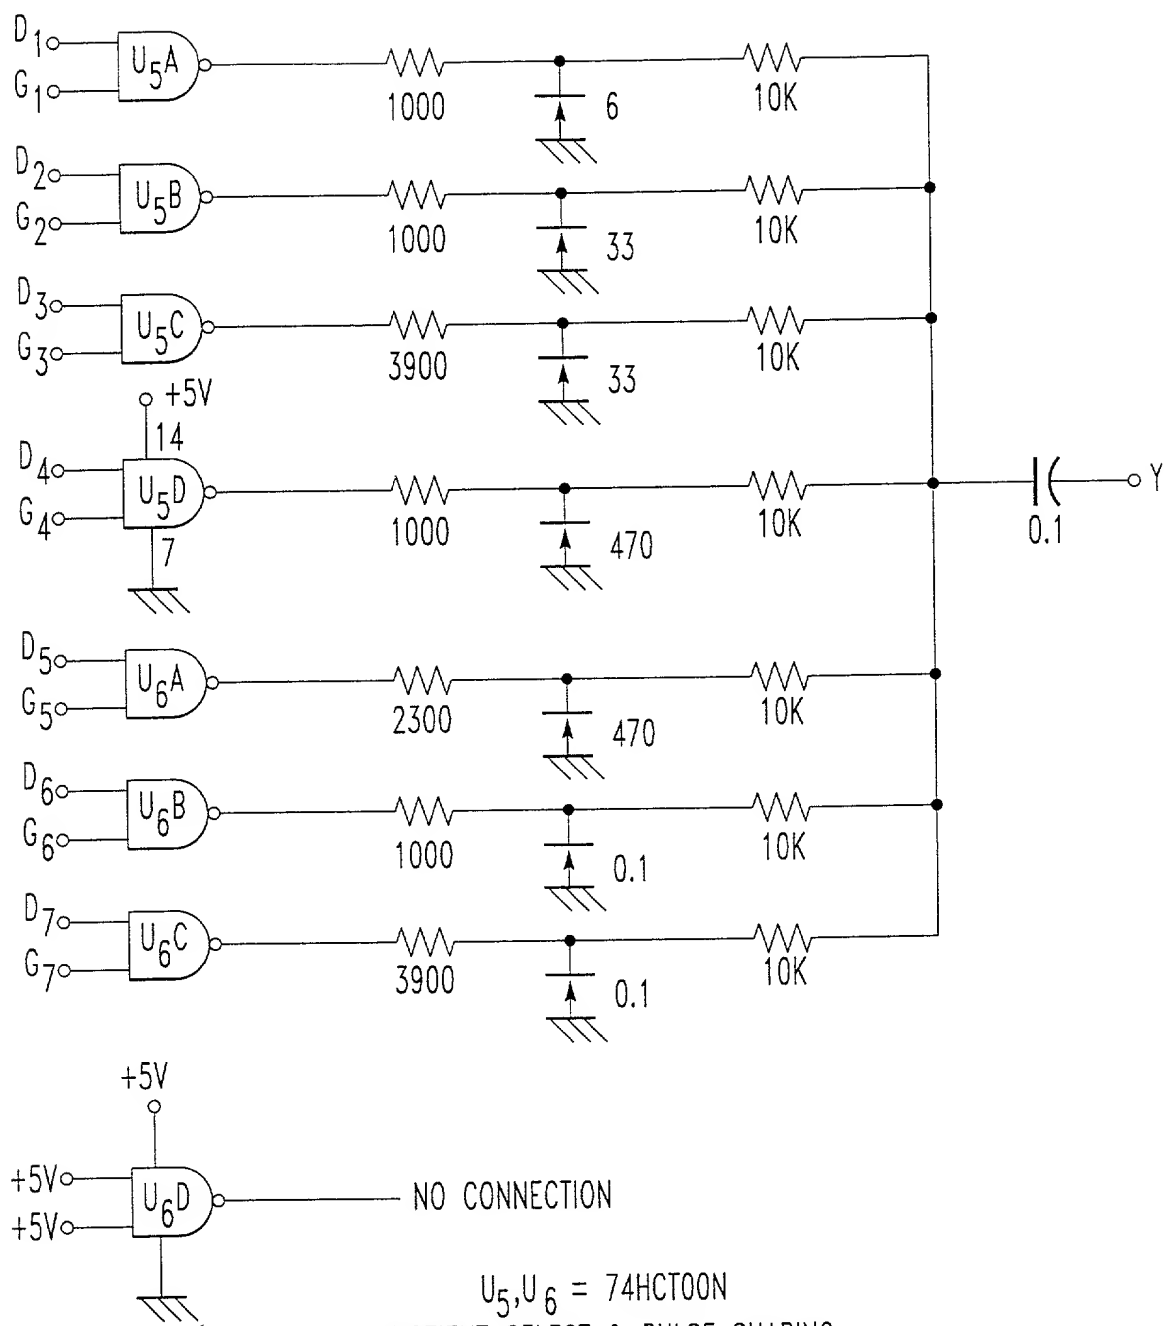 D1
U5A
G1
1000
6
10K
D2
U5B
G2
1000
33
10K
D3
U5C
G3
3900
33
10K
+5V
14
D4
U5D
G4
7
1000
470
10K
0.1
Y
D5
U6A
G5
2300
470
10K
D6
U6B
G6
1000
0.1
10K
D7
U6C
G7
3900
0.1
10K
+5V
+5V
U6D
+5V
NO CONNECTION
U5,U6 = 74HCT00N
SELECT & PULSE SHAPING